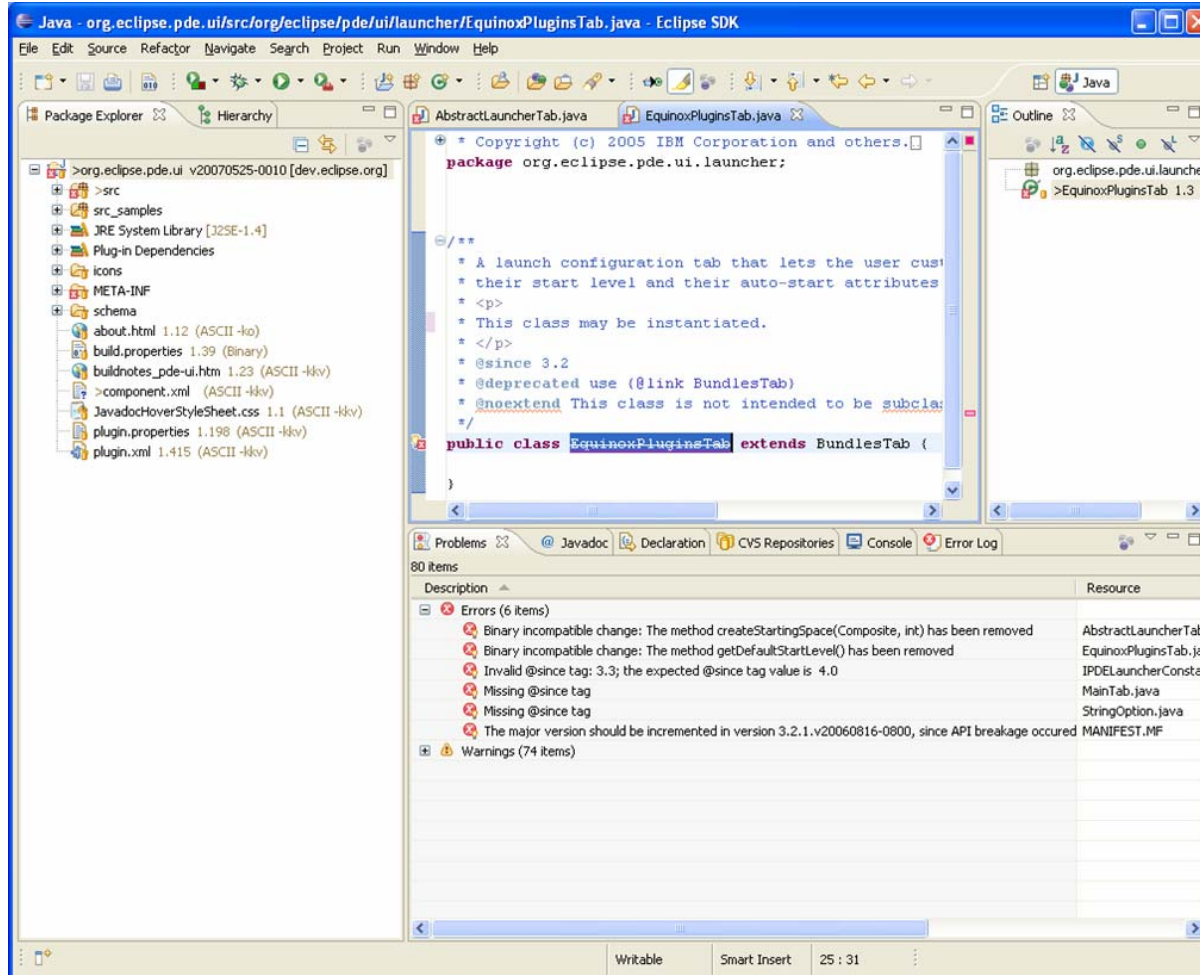 Java - org.eclipse.pde.ui/src/org/eclipse/pde/ui/launcher/EquinoxPluginsTab.java - Eclipse SDK
File Edit Source Refactor Navigate Search Project Run Window Help
Java
Package Explorer
Hierarchy
>org.eclipse.pde.ui v20070525-0010 [dev.eclipse.org]
>src
src_samples
JRE System Library [J2SE-1.4]
Plug-in Dependencies
icons
META-INF
schema
about.html 1.12 (ASCII -ko)
build.properties 1.39 (Binary)
buildnotes_pde-ui.htm 1.23 (ASCII -kkv)
>component.xml (ASCII -kkv)
JavadocHoverStyleSheet.css 1.1 (ASCII -kkv)
plugin.properties 1.198 (ASCII -kkv)
plugin.xml 1.415 (ASCII -kkv)
AbstractLauncherTab.java
EquinoxPluginsTab.java
* Copyright (c) 2005 IBM Corporation and others.
package org.eclipse.pde.ui.launcher;
/**
* A launch configuration tab that lets the user cust
* their start level and their auto-start attributes
* <p>
* This class may be instantiated.
* </p>
* @since 3.2
* @deprecated use (@link BundlesTab)
* @noextend This class is not intended to be subclas
*/
public class EquinoxPluginsTab extends BundlesTab {
}
Outline
org.eclipse.pde.ui.launche
>EquinoxPluginsTab 1.3
Problems
@ Javadoc
Declaration
CVS Repositories
Console
Error Log
80 items
Description Resource
Errors (6 items)
Binary incompatible change: The method createStartingSpace(Composite, int) has been removed AbstractLauncherTab
Binary incompatible change: The method getDefaultStartLevel() has been removed EquinoxPluginsTab.ja
Invalid @since tag: 3.3; the expected @since tag value is 4.0 IPDELauncherConsta
Missing @since tag MainTab.java
Missing @since tag StringOption.java
The major version should be incremented in version 3.2.1.v20060816-0800, since API breakage occured MANIFEST.MF
Warnings (74 items)
Writable Smart Insert 25 : 31